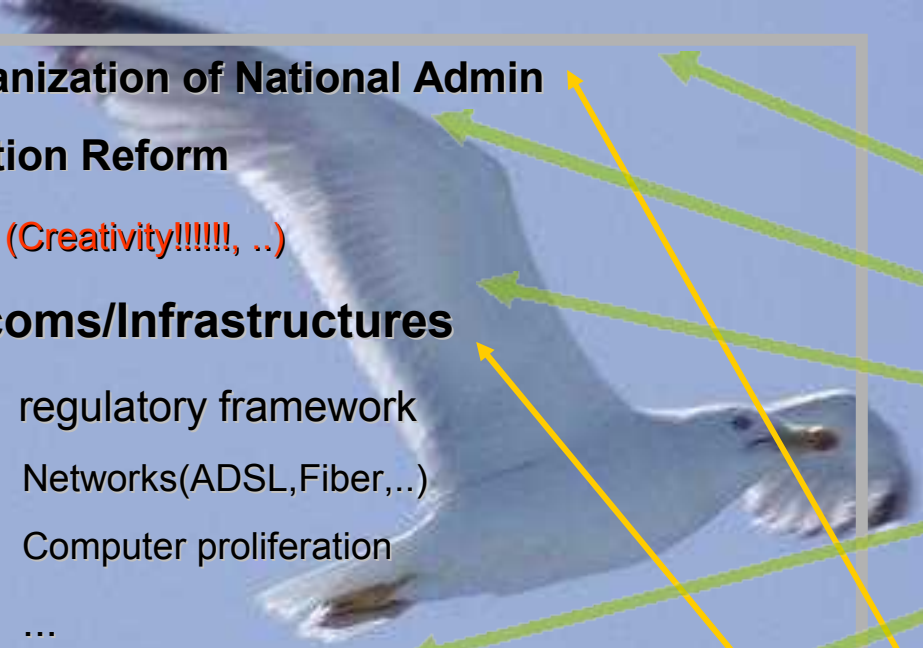 anization of National Admin
tion Reform
(Creativity!!!!!!, ..)
coms/Infrastructures
regulatory framework
Networks(ADSL,Fiber,..)
Computer proliferation
...